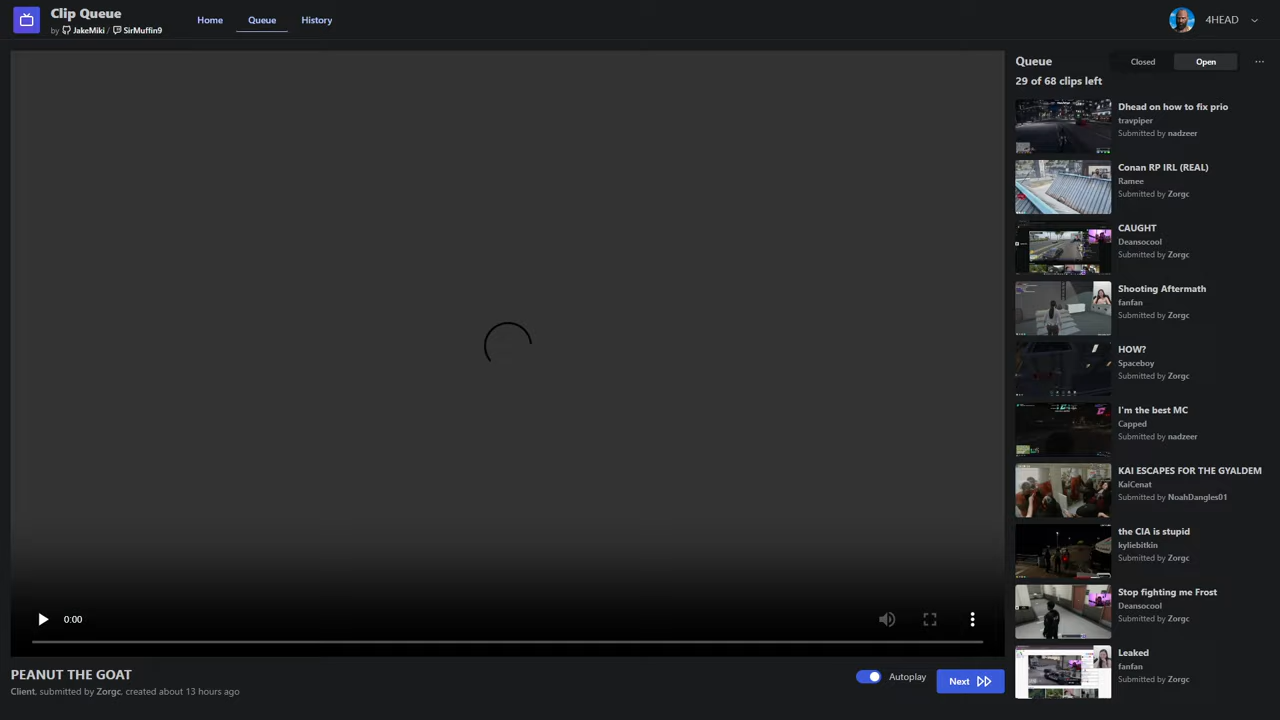 Clip Queue
by JakeMiki / SirMuffin9
Home
Queue
History
4HEAD
Queue
Closed
Open
29 of 68 clips left
Dhead on how to fix prio
travpiper
Submitted by nadzeer
Conan RP IRL (REAL)
Ramee
Submitted by Zorgc
CAUGHT
Deansocool
Submitted by Zorgc
Shooting Aftermath
fanfan
Submitted by Zorgc
HOW?
Spaceboy
Submitted by Zorgc
I'm the best MC
Capped
Submitted by nadzeer
KAI ESCAPES FOR THE GYALDEM
KaiCenat
Submitted by NoahDangles01
the CIA is stupid
kyliebitkin
Submitted by Zorgc
Stop fighting me Frost
Deansocool
Submitted by Zorgc
Leaked
fanfan
Submitted by Zorgc
0:00
PEANUT THE GOAT
Client, submitted by Zorgc, created about 13 hours ago
Autoplay
Next